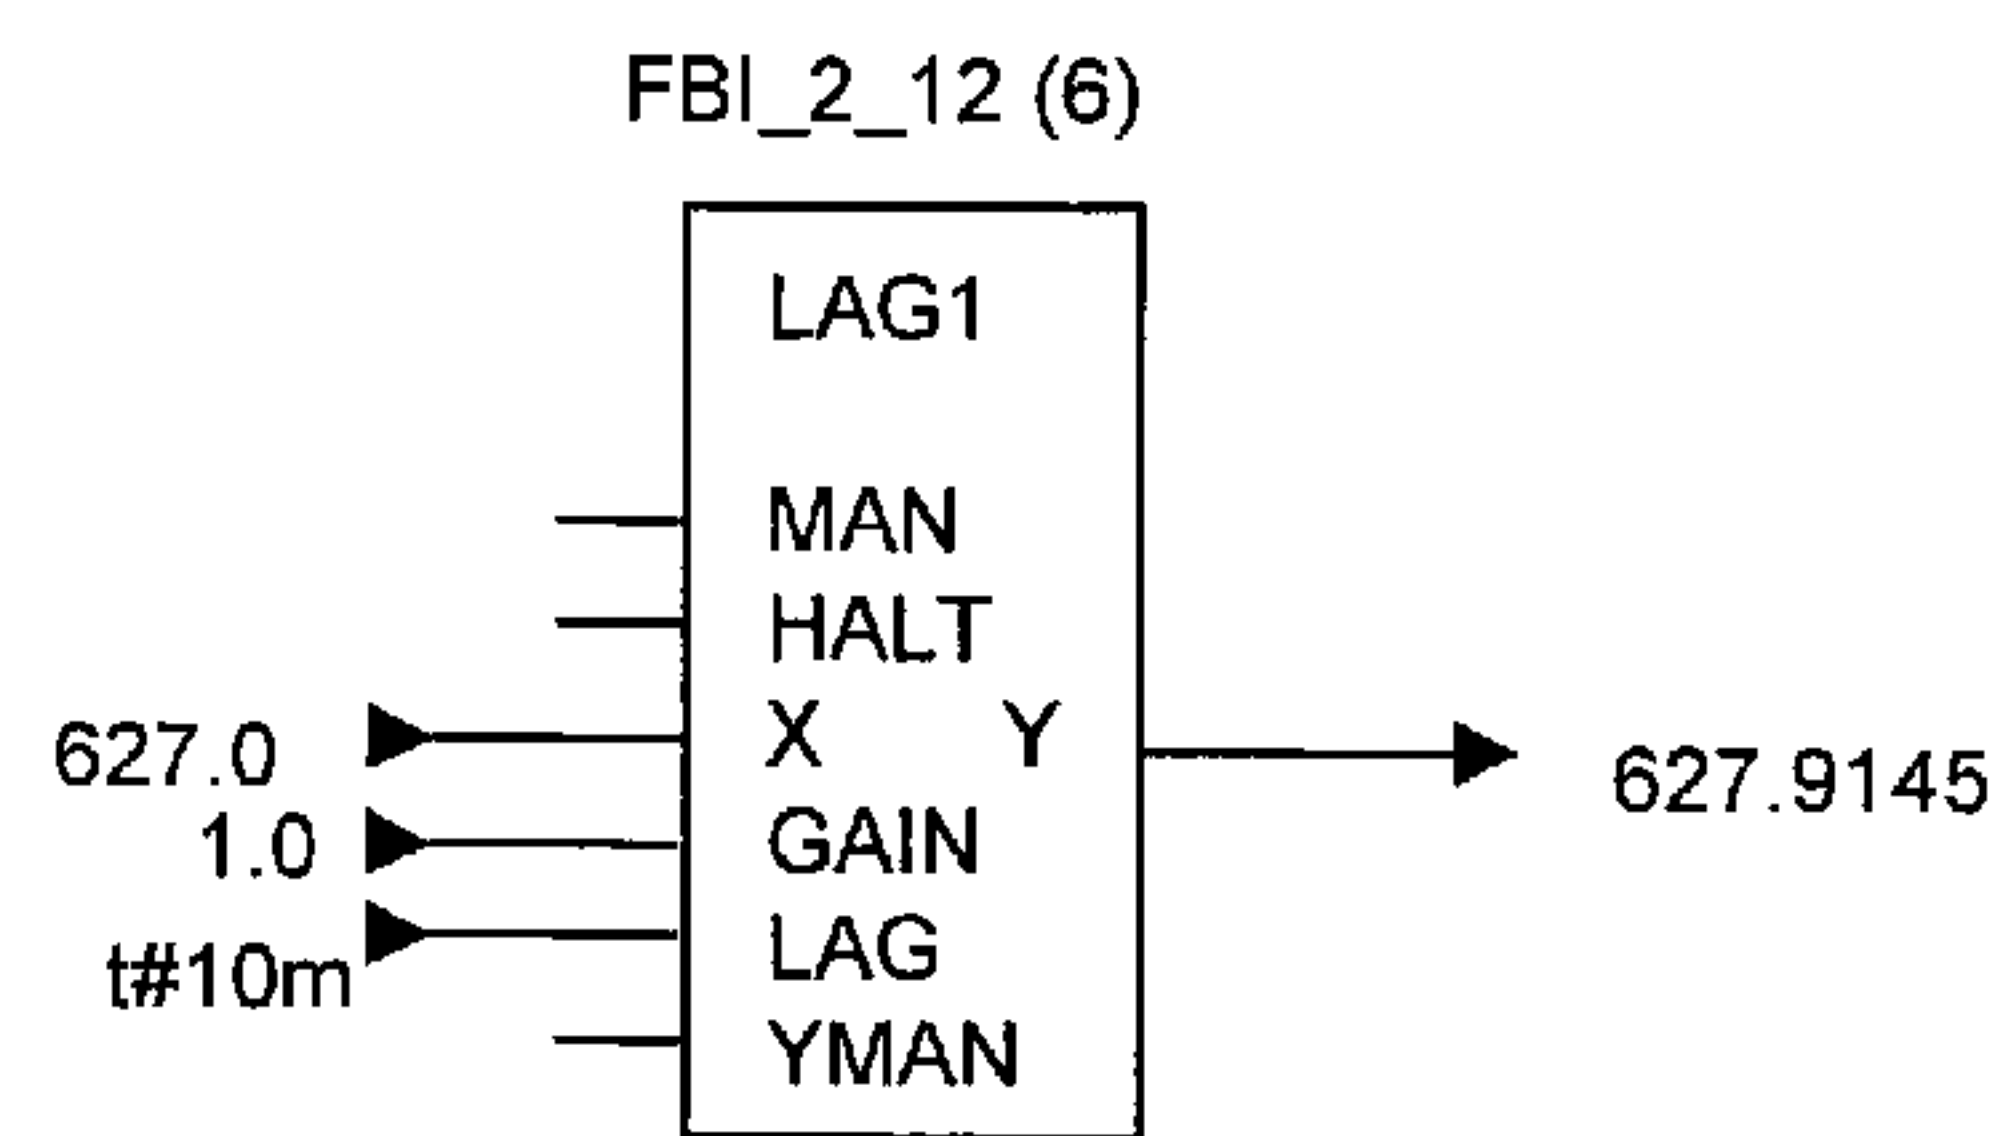 FBI_2_12 (6)
LAG1
MAN
HALT
627.0 X Y 627.9145
1.0 GAIN
t#10m LAG
YMAN